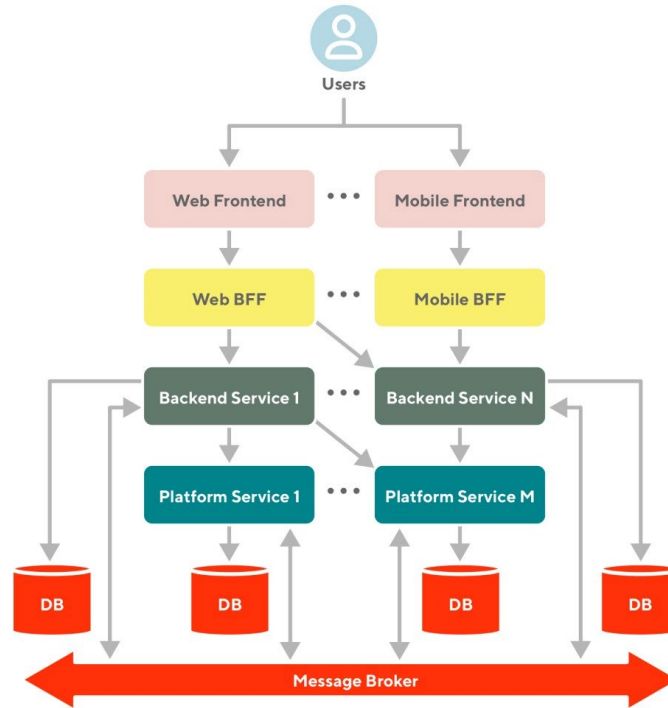 Users
Web Frontend
Mobile Frontend
Web BFF
Mobile BFF
Backend Service 1
Backend Service N
Platform Service 1
Platform Service M
DB
DB
DB
DB
Message Broker